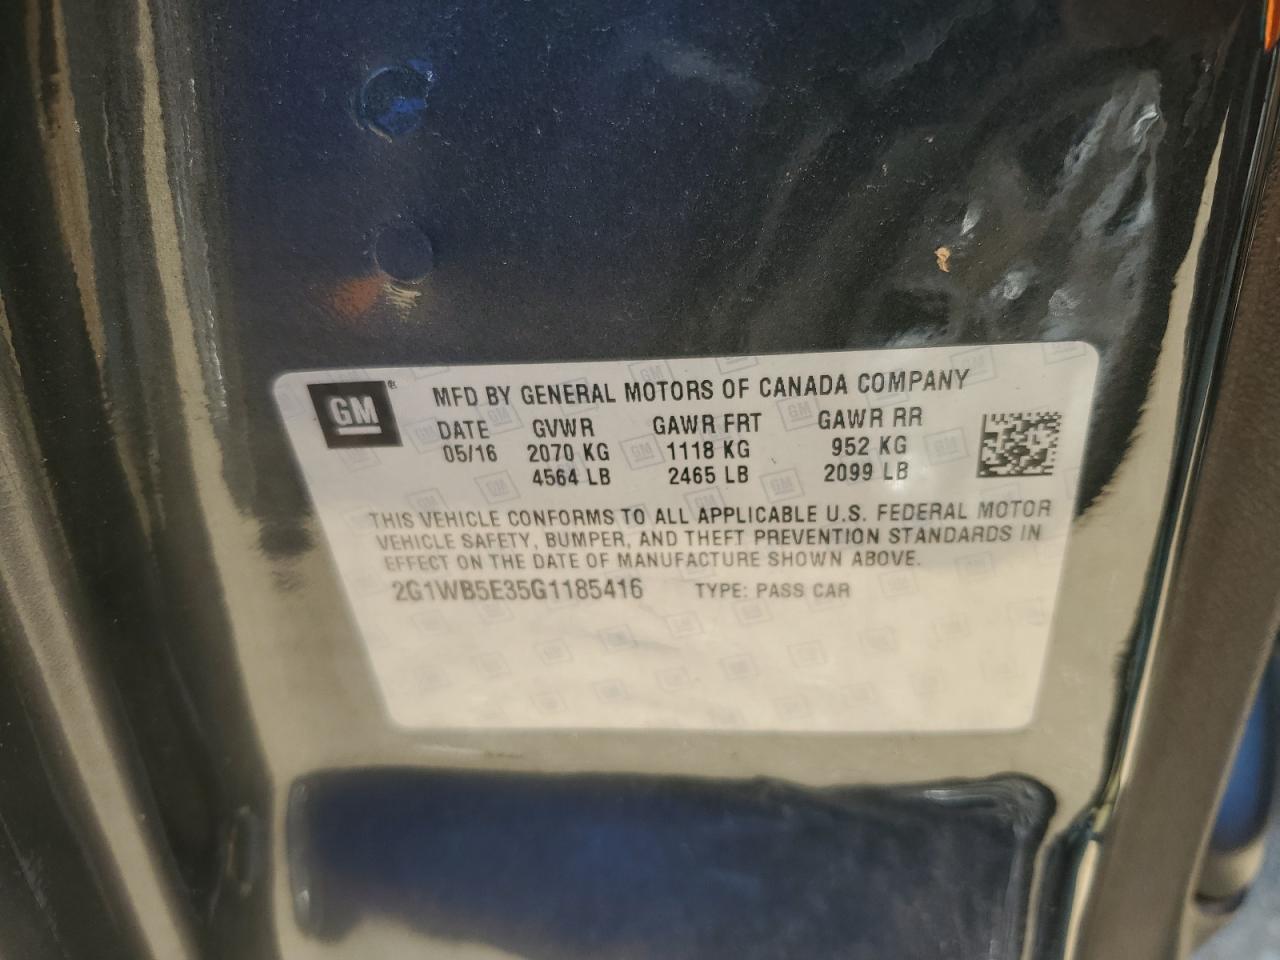 GM® MFD BY GENERAL MOTORS OF CANADA COMPANY
DATE GVWR GAWR FRT GAWR RR
05/16 2070 KG 1118 KG 952 KG
4564 LB 2465 LB 2099 LB
THIS VEHICLE CONFORMS TO ALL APPLICABLE U.S. FEDERAL MOTOR
VEHICLE SAFETY, BUMPER, AND THEFT PREVENTION STANDARDS IN
EFFECT ON THE DATE OF MANUFACTURE SHOWN ABOVE.
2G1WB5E35G1185416 TYPE: PASS CAR